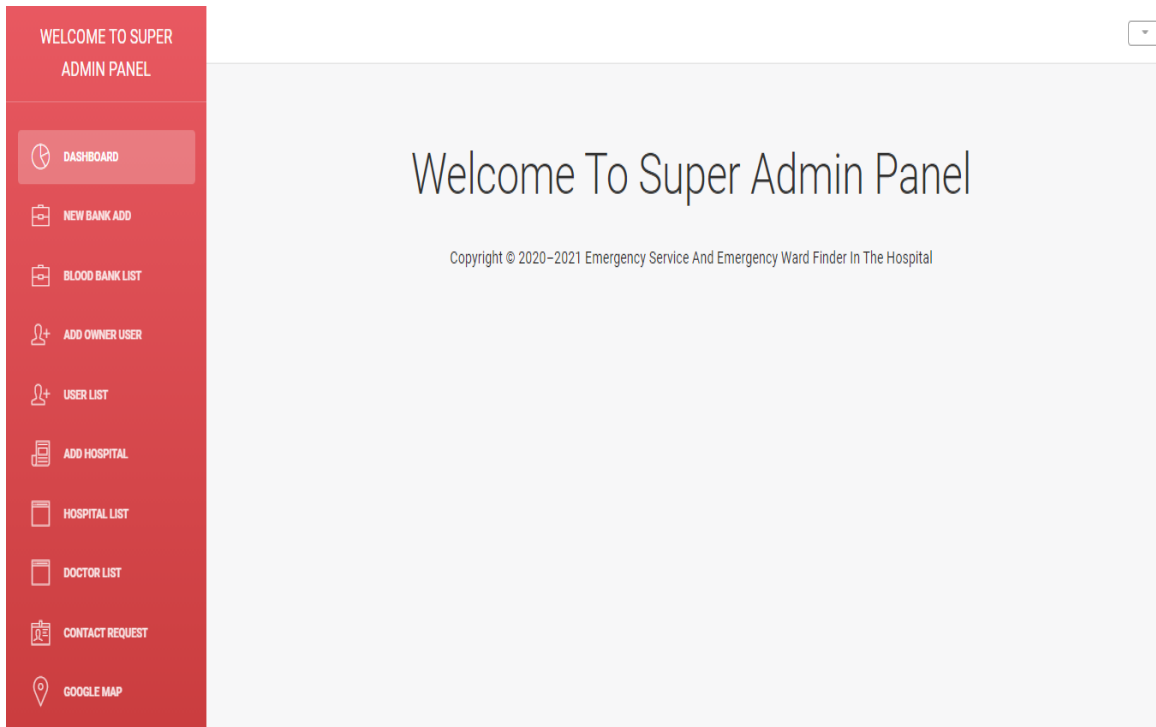 WELCOME TO SUPER
ADMIN PANEL
DASHBOARD
NEW BANK ADD
BLOOD BANK LIST
ADD OWNER USER
USER LIST
ADD HOSPITAL
HOSPITAL LIST
DOCTOR LIST
CONTACT REQUEST
GOOGLE MAP
Welcome To Super Admin Panel
Copyright © 2020–2021 Emergency Service And Emergency Ward Finder In The Hospital